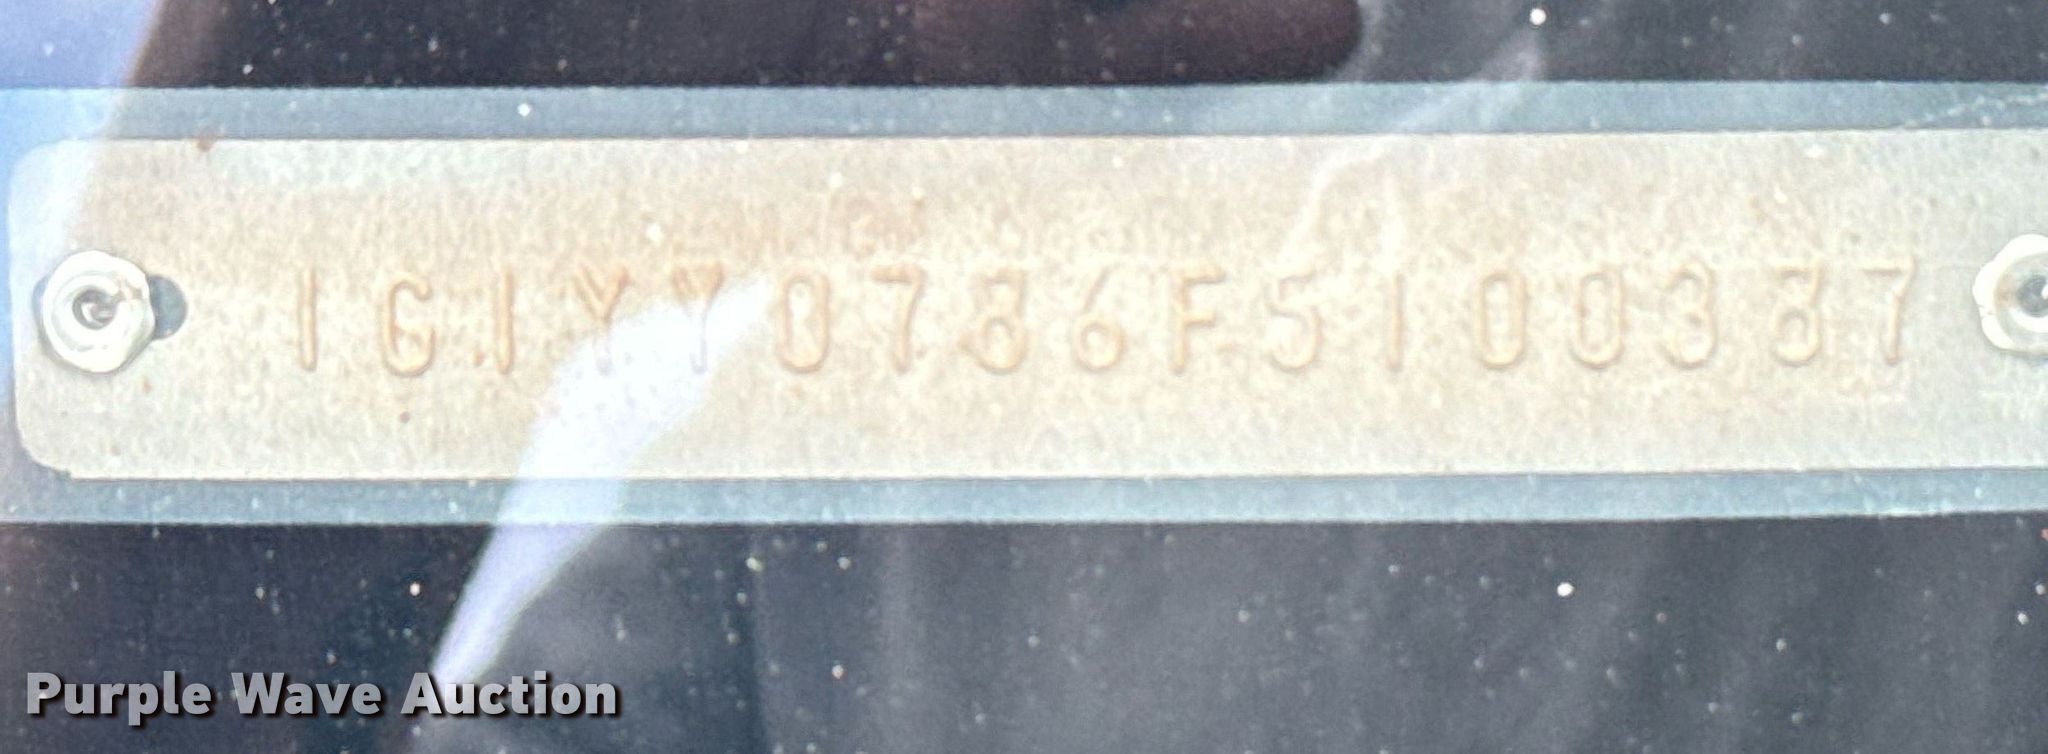 1G1YY0786F5100387
Purple Wave Auction